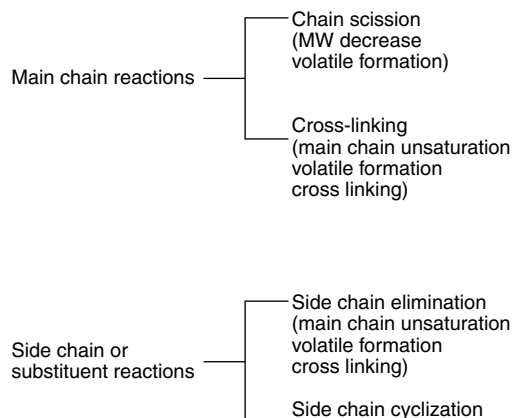 Main chain reactions
Chain scission
(MW decrease
volatile formation)
Cross-linking
(main chain unsaturation
volatile formation
cross linking)
Side chain or
substituent reactions
Side chain elimination
(main chain unsaturation
volatile formation
cross linking)
Side chain cyclization